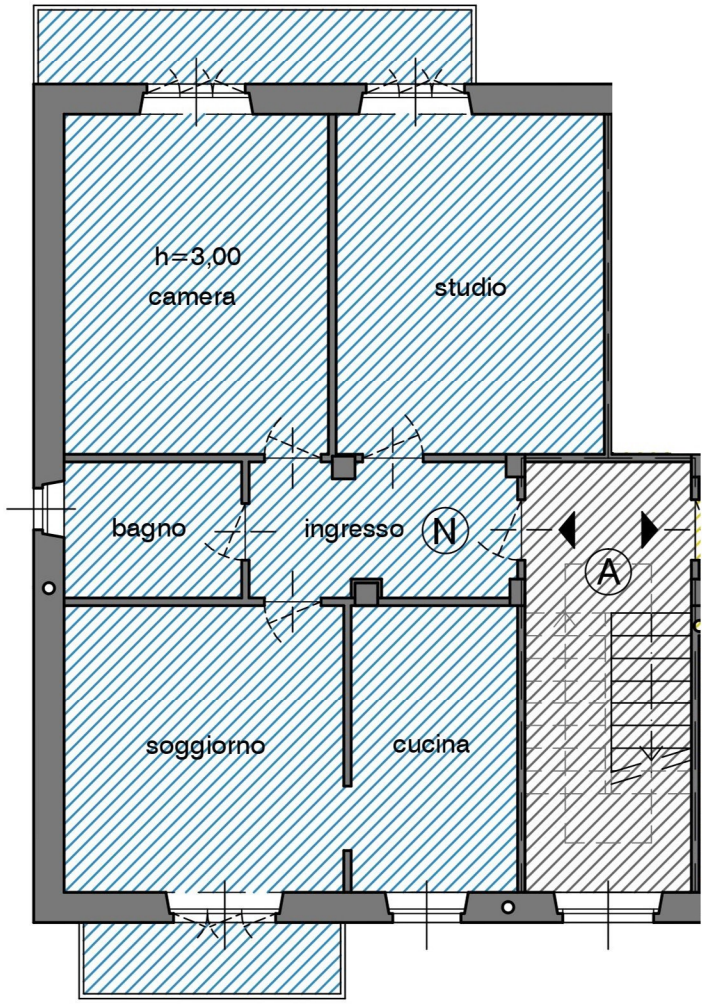 h=3,00
camera
studio
bagno
ingresso
N
A
soggiorno
cucina